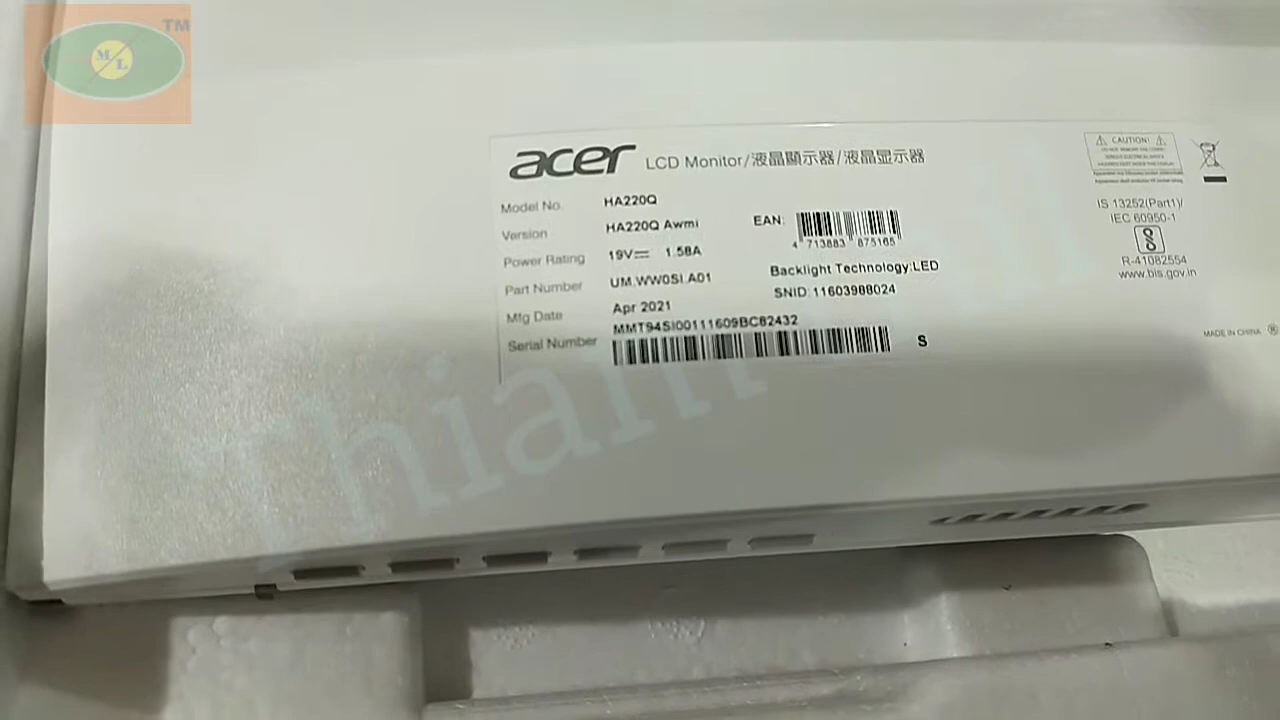 TM
M
L
acer LCD Monitor/液晶顯示器/液晶显示器
Model No. HA220Q
Version HA220Q Awmi
EAN:
4 713883 875165
Power Rating 19V 1.58A
Part Number UM.WW0SI.A01
Backlight Technology:LED
Mfg Date Apr 2021
SNID: 11603988024
Serial Number MMT94SI00111609BC82432
S
CAUTION!
IS 13252(Part1)/
IEC 60950-1
R-41082554
www.bis.gov.in
MADE IN CHINA
Thiam